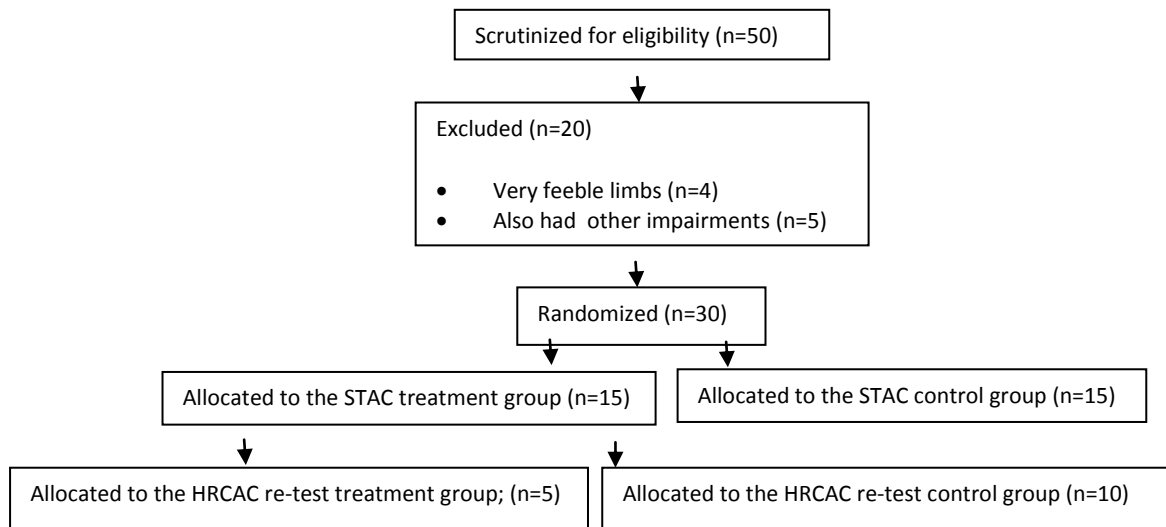 Scrutinized for eligibility (n=50)
Excluded (n=20)
• Very feeble limbs (n=4)
• Also had other impairments (n=5)
Randomized (n=30)
Allocated to the STAC treatment group (n=15)
Allocated to the STAC control group (n=15)
Allocated to the HRCAC re-test treatment group; (n=5)
Allocated to the HRCAC re-test control group (n=10)